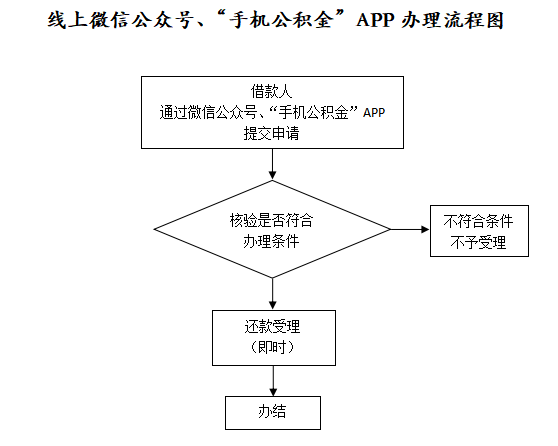 线上微信公众号、“手机公积金”APP 办理流程图
借款人
通过微信公众号、“手机公积金”APP
提交申请
核验是否符合
办理条件
不符合条件
不予受理
还款受理
（即时）
办结